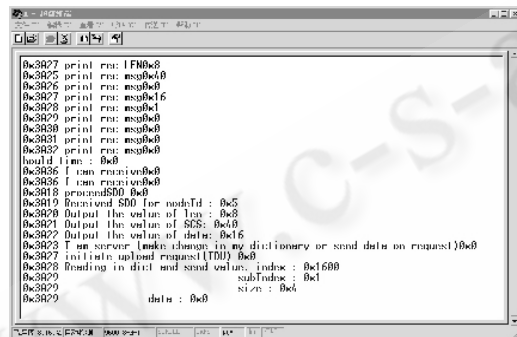 0x3A27 print rec LEN0x8
0x3A25 print rec msg0x40
0x3A26 print rec msg0x0
0x3A27 print rec msg0x16
0x3A28 print rec msg0x1
0x3A29 print rec msg0x0
0x3A30 print rec msg0x0
0x3A31 print rec msg0x0
0x3A32 print rec msg0x0
hould time : 0x0
0x3A36 I can receive0x0
0x3A36 I can receive0x0
0x3A18 proceedSDO 0x0
0x3A19 Received SDO for nodeId : 0x5
0x3A20 Output the value of len : 0x8
0x3A21 Output the value of SCS: 0x40
0x3A22 Output the value of data: 0x16
0x3A23 I am server (make change in my dictionary or send data on request)0x0
0x3A27 initiate upload request(IDU) 0x0
0x3A28 Reading in dict and send value, index : 0x1600
0x3A29 subIndex : 0x1
0x3A29 size : 0x4
0x3A29 data : 0x0
www.c-s-a